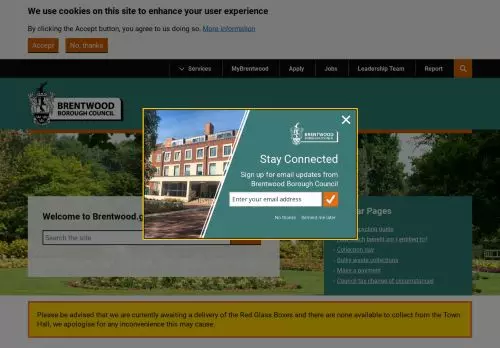 We use cookies on this site to enhance your user experience
By clicking the Accept button, you agree to us doing so. More information
Accept No, thanks
Services MyBrentwood Apply Jobs Leadership Team Report
BRENTWOOD
BOROUGH COUNCIL
BRENTWOOD
BOROUGH COUNCIL
Stay Connected
Sign up for email updates from
Brentwood Borough Council
Enter your email address
No thanks Remind me later
Welcome to Brentwood.g
Search the site
ar Pages
cycling guide
benefit am I entitled to?
Collection day
Bulky waste collections
Make a payment
Council tax change of circumstances
Please be advised that we are currently awaiting a delivery of the Red Glass Boxes and there are none available to collect from the Town
Hall, we apologise for any inconvenience this may cause.